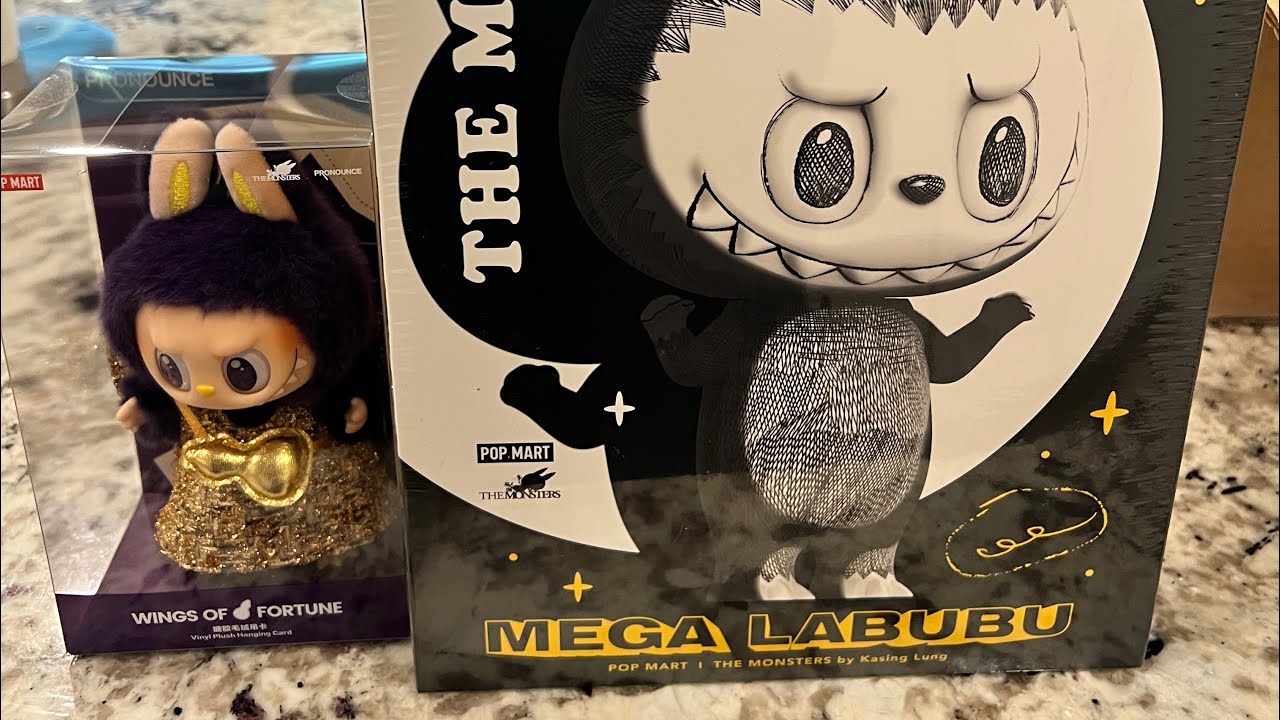 PRONOUNCE
POP MART
THE MONSTERS
PRONOUNCE
WINGS OF FORTUNE
Vinyl Plush Hanging Card
THE M
POP MART
THE MONSTERS
MEGA LABUBU
POP MART | THE MONSTERS by Kasing Lung